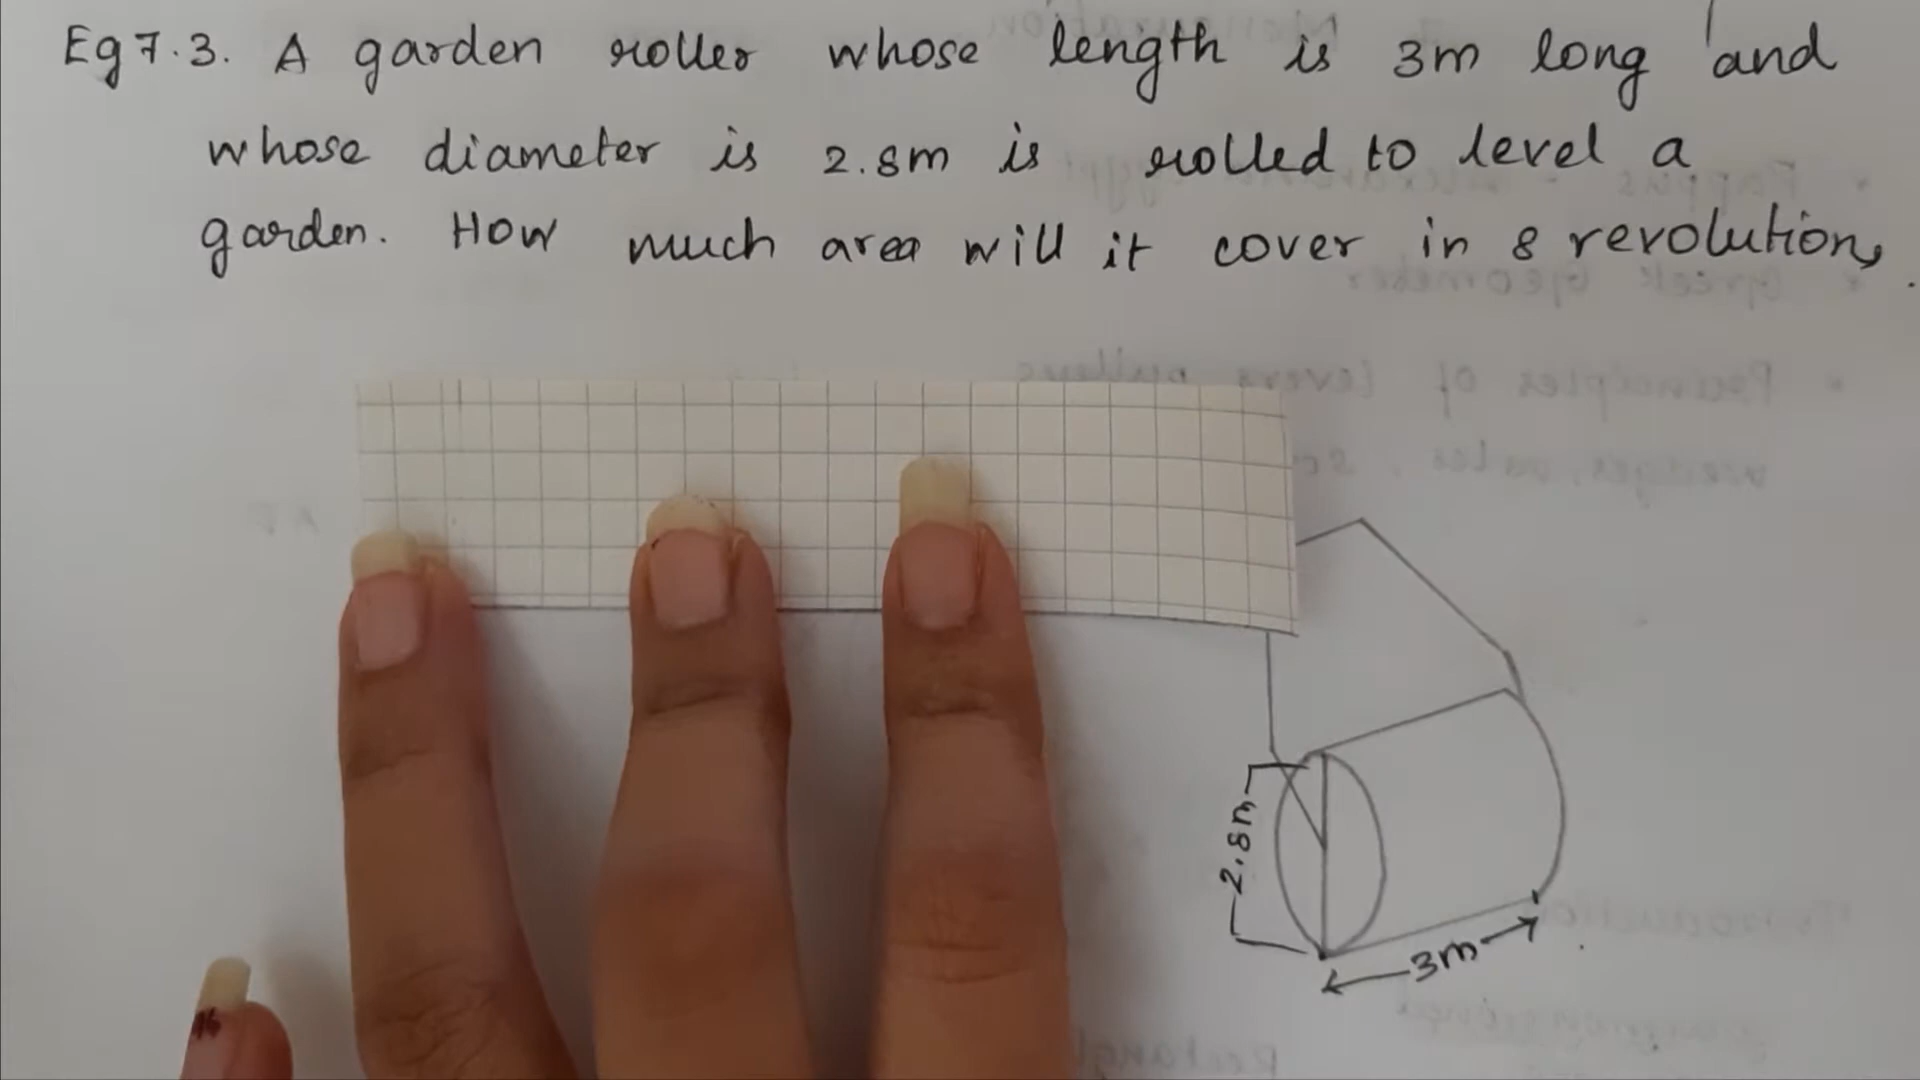 Eg 7.3. A garden roller whose length is 3m long and
whose diameter is 2.8m is rolled to level a
garden. How much area will it cover in 8 revolutions.
2.8m
3m